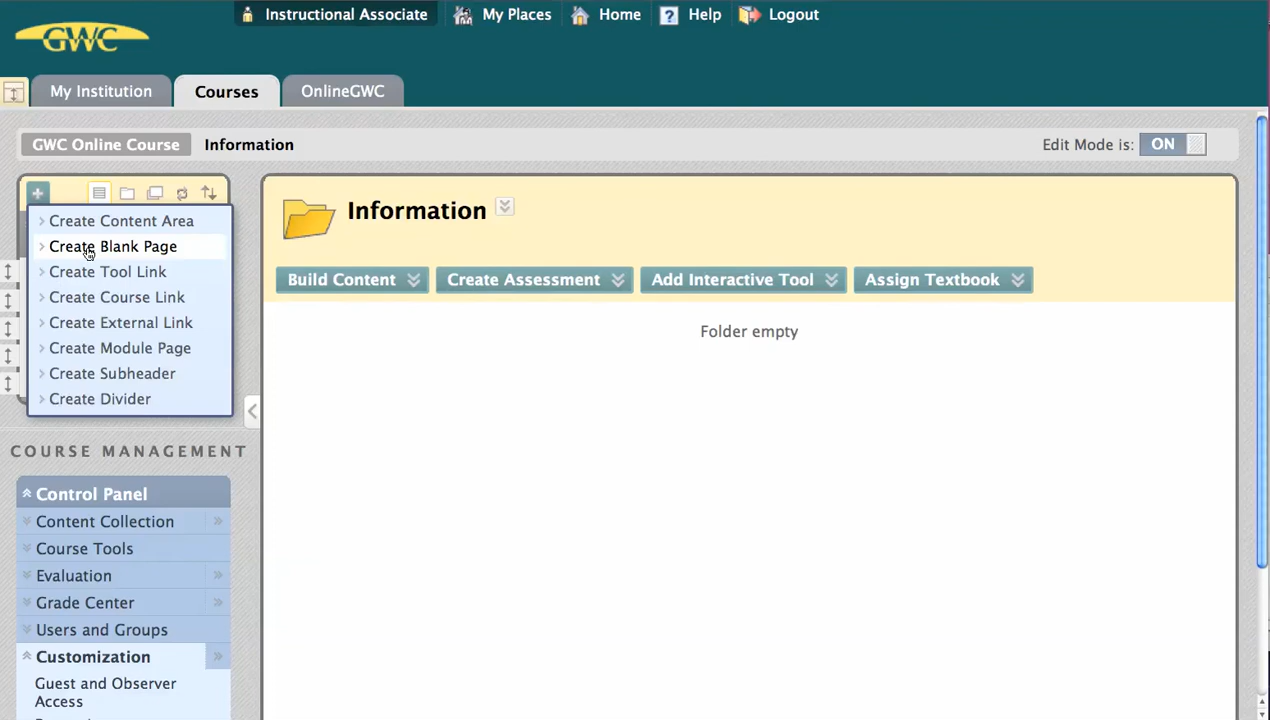 Instructional Associate My Places Home Help Logout
GWC
My Institution Courses OnlineGWC
GWC Online Course Information Edit Mode is: ON
Create Content Area
Create Blank Page
Create Tool Link
Create Course Link
Create External Link
Create Module Page
Create Subheader
Create Divider
Information
Build Content Create Assessment Add Interactive Tool Assign Textbook
Folder empty
COURSE MANAGEMENT
Control Panel
Content Collection
Course Tools
Evaluation
Grade Center
Users and Groups
Customization
Guest and Observer
Access